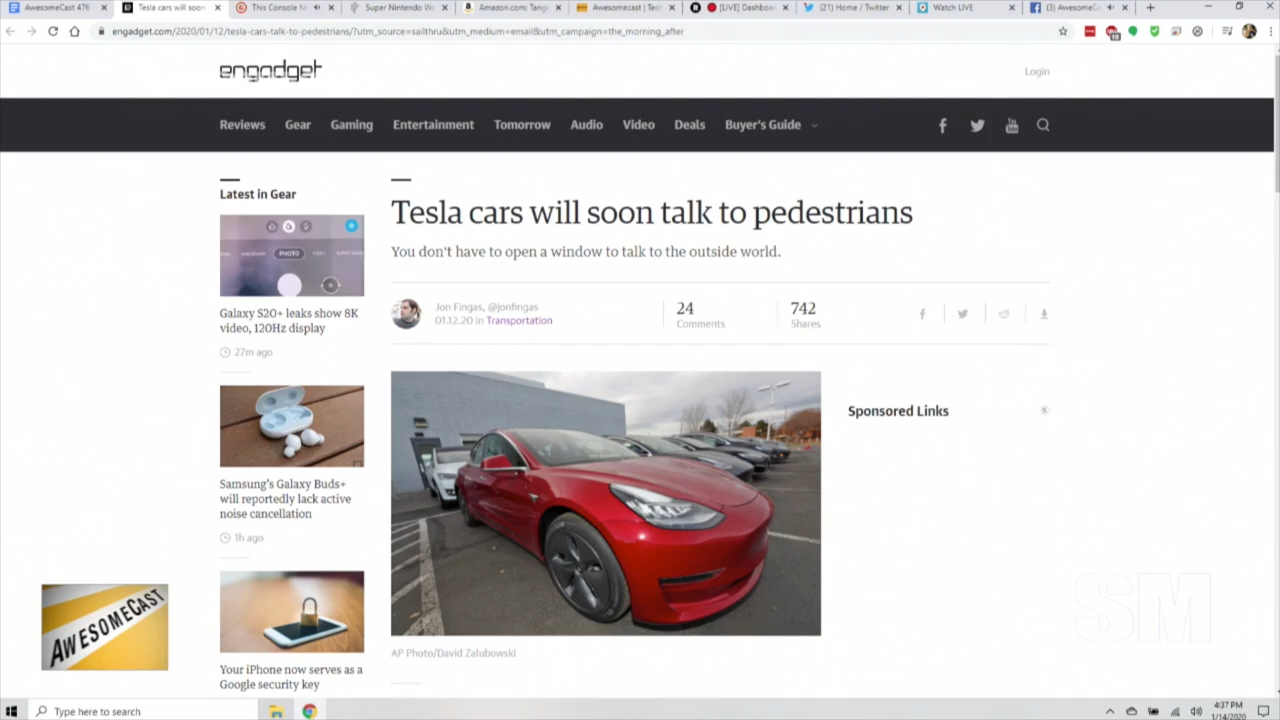 AwesomeCast 476
Tesla cars will soon
This Console M
Super Nintendo Wo
Amazon.com: Tangl
Awesomecast | Tech
[LIVE] Dashboa
(21) Home / Twitter
Watch LIVE
(3) AwesomeC
engadget.com/2020/01/12/tesla-cars-talk-to-pedestrians/?utm_source=sailthru&utm_medium=email&utm_campaign=the_morning_after
engadget
Login
Reviews Gear Gaming Entertainment Tomorrow Audio Video Deals Buyer's Guide
Latest in Gear
PHOTO
Galaxy S20+ leaks show 8K
video, 120Hz display
27m ago
Samsung's Galaxy Buds+
will reportedly lack active
noise cancellation
1h ago
Your iPhone now serves as a
Google security key
Tesla cars will soon talk to pedestrians
You don't have to open a window to talk to the outside world.
Jon Fingas, @jonfingas
01.12.20 in Transportation
24
Comments
742
Shares
AP Photo/David Zalubowski
Sponsored Links
AWESOMECAST
SM
Type here to search
4:37 PM
1/14/2020